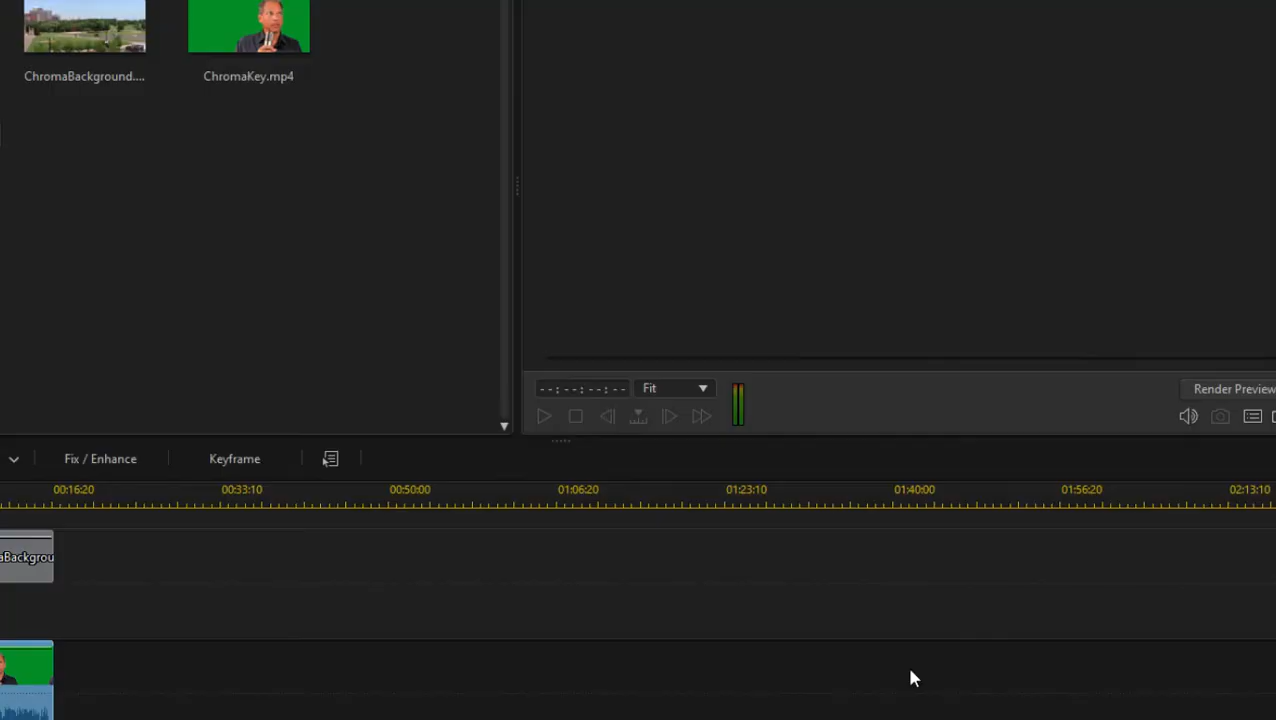 ChromaBackground....
ChromaKey.mp4
--:--:--:--
Fit
Render Preview
Fix / Enhance
Keyframe
00:16:20
00:33:10
00:50:00
01:06:20
01:23:10
01:40:00
01:56:20
02:13:10
aBackgrou